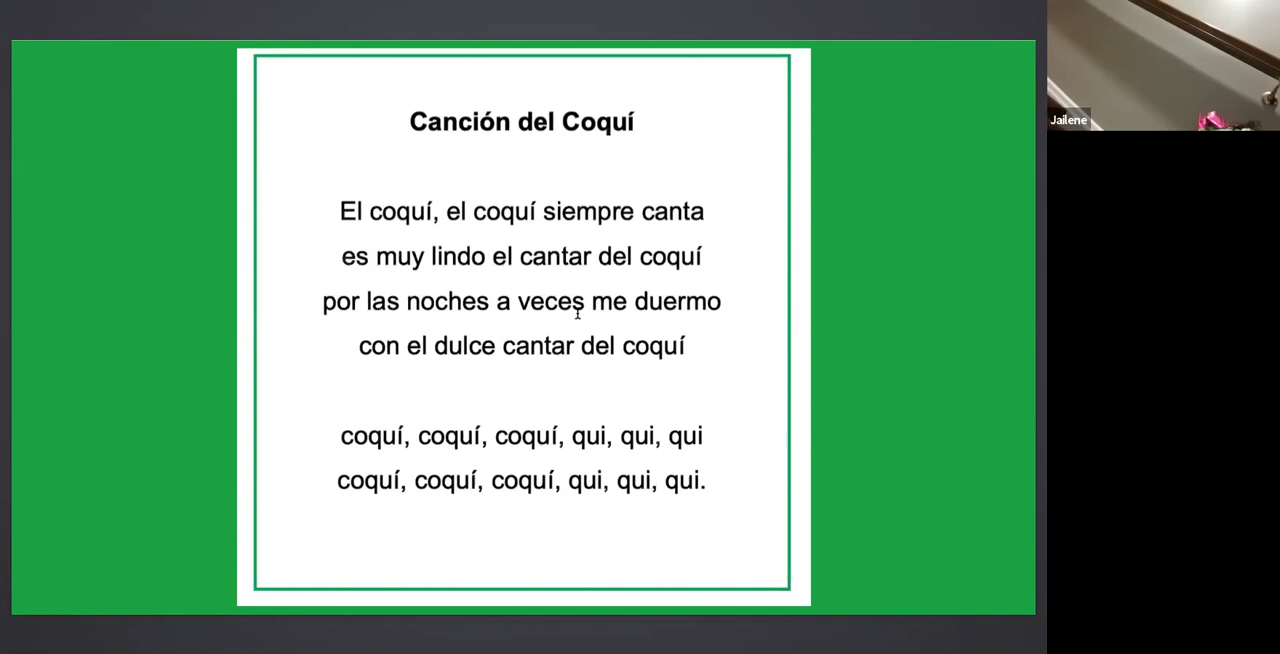 Canción del Coquí
El coquí, el coquí siempre canta
es muy lindo el cantar del coquí
por las noches a veces me duermo
con el dulce cantar del coquí
coquí, coquí, coquí, qui, qui, qui
coquí, coquí, coquí, qui, qui, qui.
Jailene